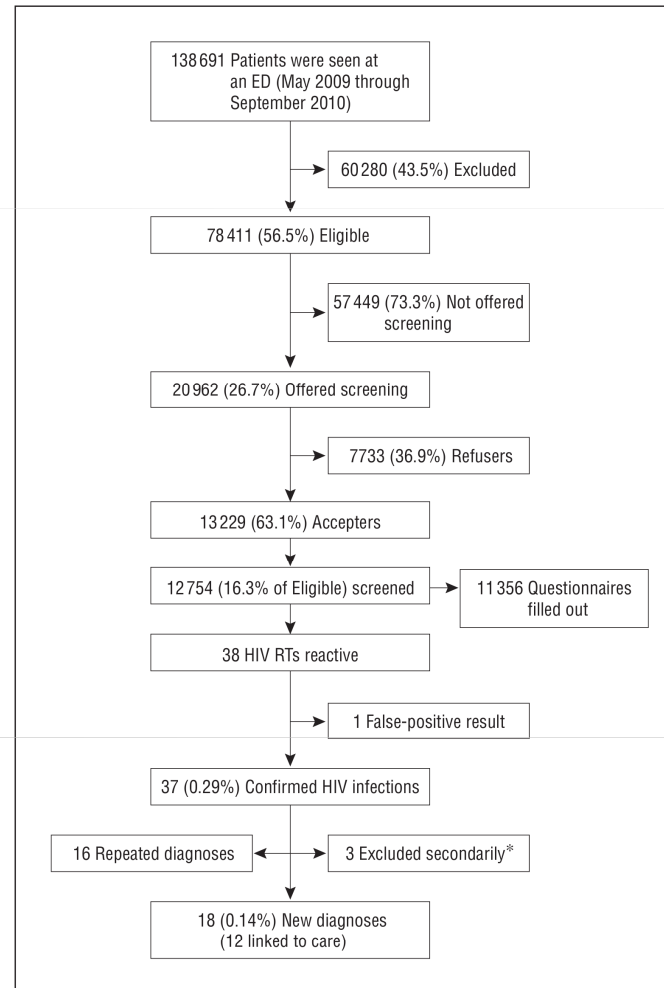 138 691 Patients were seen at
an ED (May 2009 through
September 2010)
60 280 (43.5%) Excluded
78 411 (56.5%) Eligible
57 449 (73.3%) Not offered
screening
20 962 (26.7%) Offered screening
7733 (36.9%) Refusers
13 229 (63.1%) Accepters
12 754 (16.3% of Eligible) screened
11 356 Questionnaires
filled out
38 HIV RTs reactive
1 False-positive result
37 (0.29%) Confirmed HIV infections
16 Repeated diagnoses
3 Excluded secondarily*
18 (0.14%) New diagnoses
(12 linked to care)